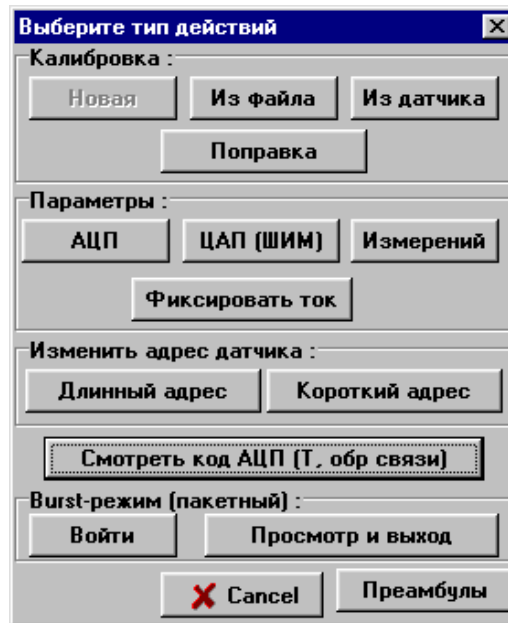 Выберите тип действий
Калибровка :
Новая Из файла Из датчика
Поправка
Параметры :
АЦП ЦАП (ШИМ) Измерений
Фиксировать ток
Изменить адрес датчика :
Длинный адрес Короткий адрес
Смотреть код АЦП (Т, обр связи)
Burst-режим (пакетный) :
Войти Просмотр и выход
Cancel Преамбулы